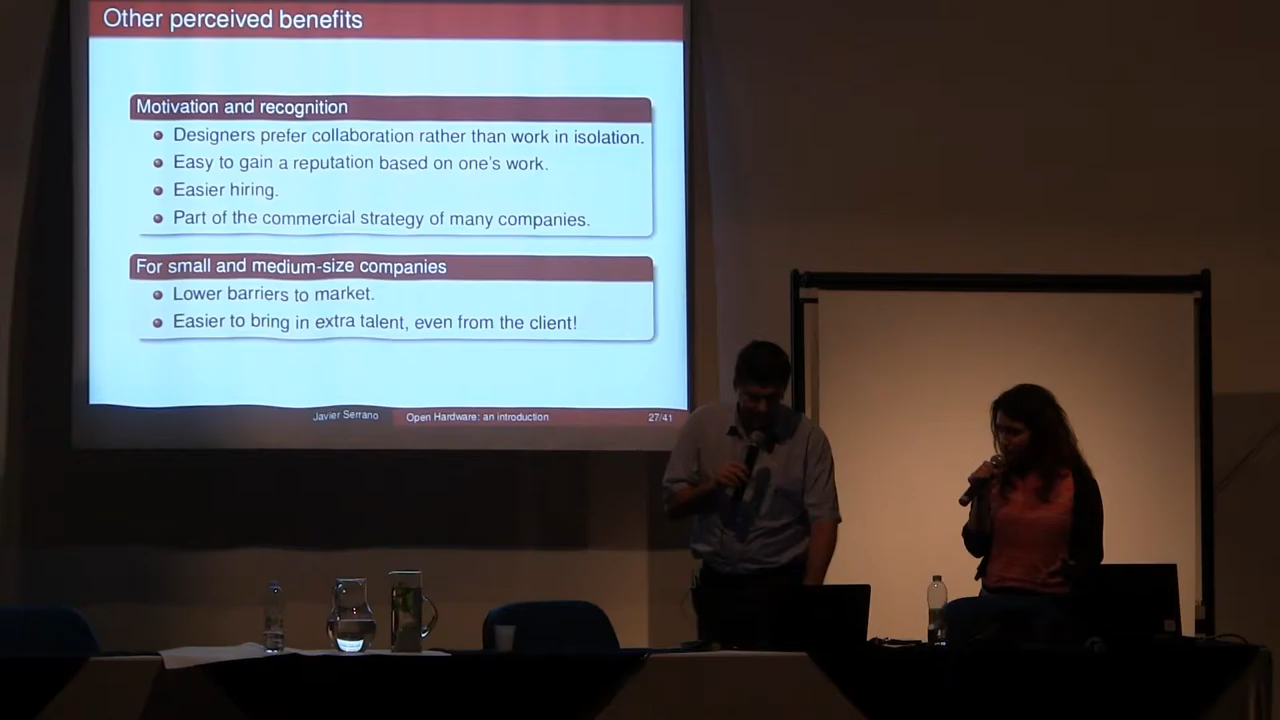 Other perceived benefits
Motivation and recognition
Designers prefer collaboration rather than work in isolation.
Easy to gain a reputation based on one's work.
Easier hiring.
Part of the commercial strategy of many companies.
For small and medium-size companies
Lower barriers to market.
Easier to bring in extra talent, even from the client!
Javier Serrano Open Hardware: an introduction 27/41